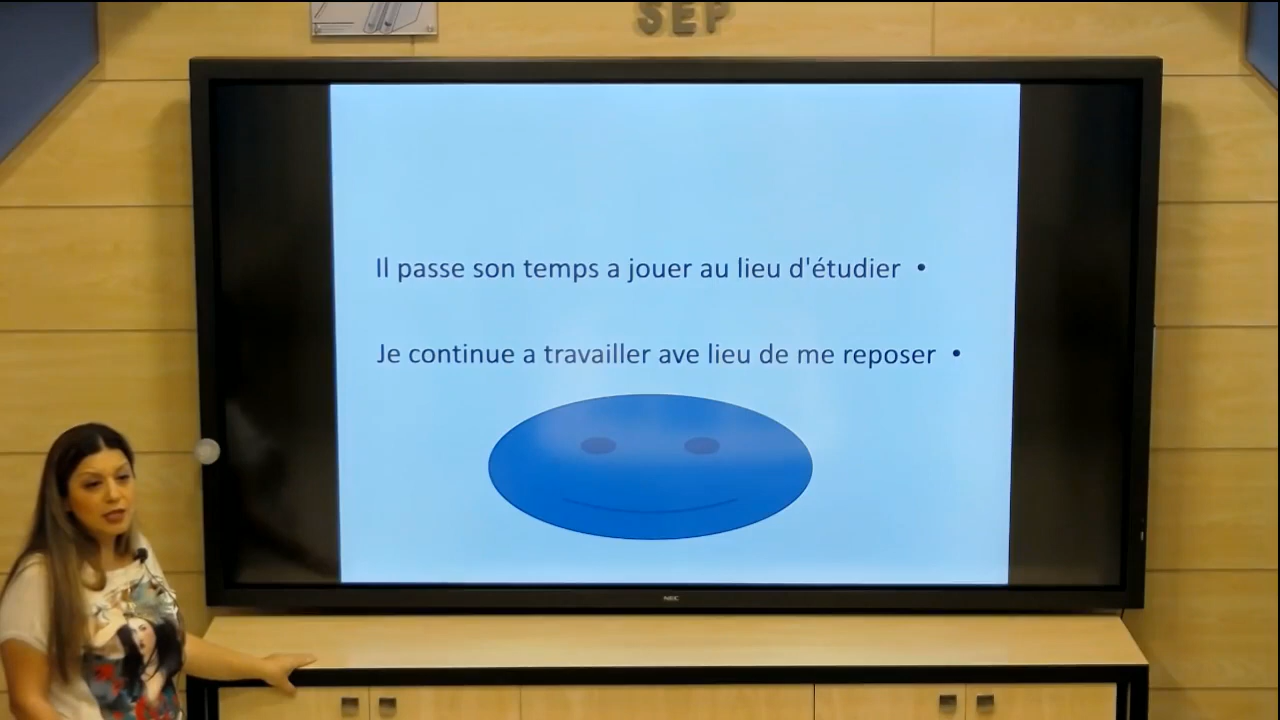 SEP
Il passe son temps a jouer au lieu d'étudier •
Je continue a travailler ave lieu de me reposer •
NEC